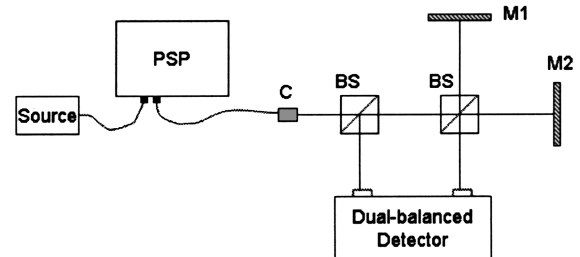 M1
PSP
M2
BS
BS
C
Source
Dual-balanced
Detector